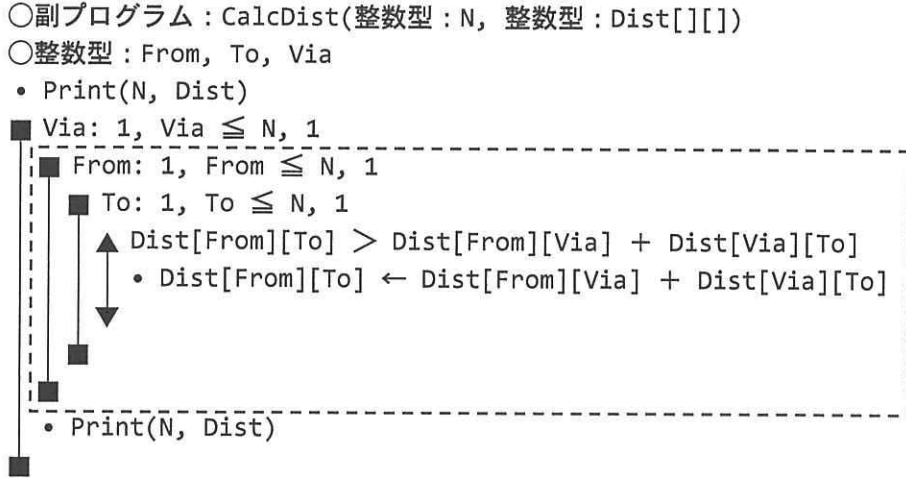 ○副プログラム：CalcDist(整数型：N, 整数型：Dist[][])
○整数型：From, To, Via
• Print(N, Dist)
■ Via: 1, Via ≦ N, 1
■ From: 1, From ≦ N, 1
■ To: 1, To ≦ N, 1
▲ Dist[From][To] ＞ Dist[From][Via] ＋ Dist[Via][To]
• Dist[From][To] ← Dist[From][Via] ＋ Dist[Via][To]
• Print(N, Dist)